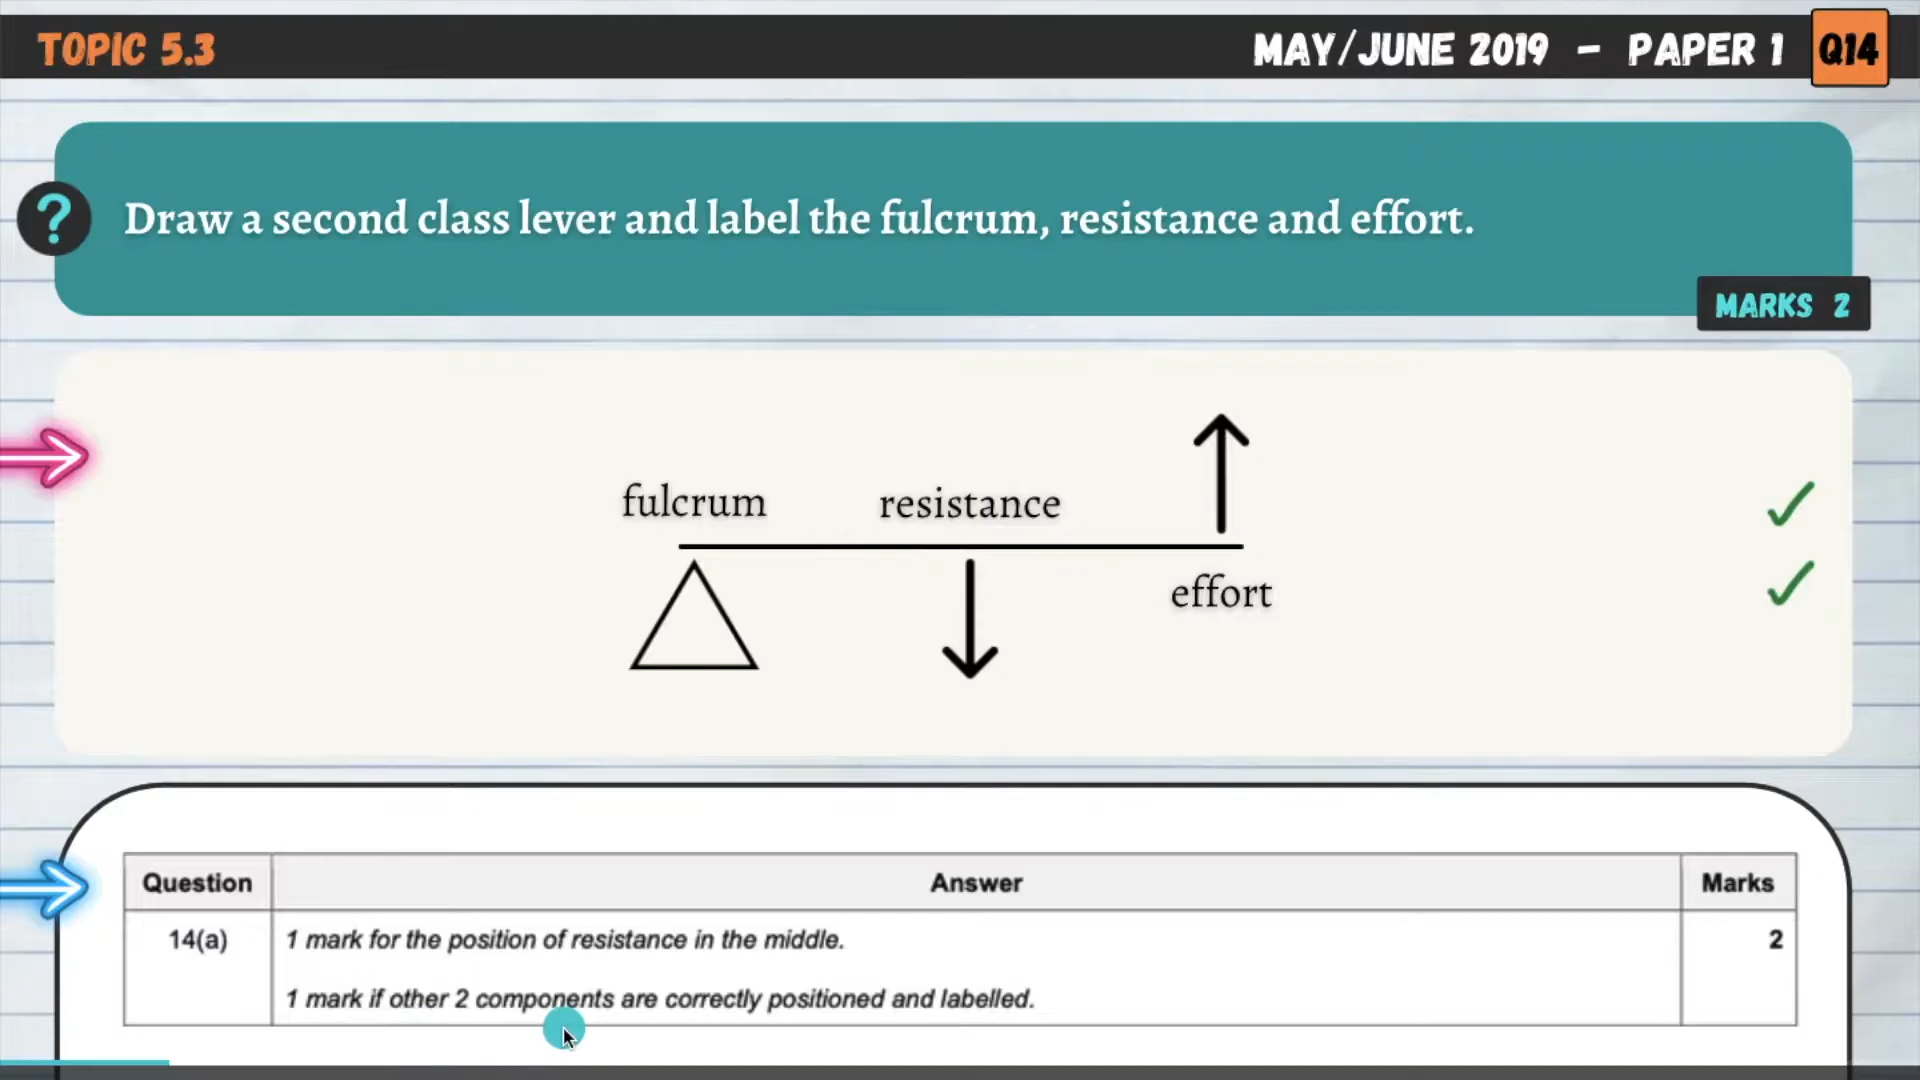 TOPIC 5.3
MAY/JUNE 2019 - PAPER 1 Q14
?
Draw a second class lever and label the fulcrum, resistance and effort.
MARKS 2
fulcrum resistance
effort
Question Answer Marks
14(a) 1 mark for the position of resistance in the middle. 2
1 mark if other 2 components are correctly positioned and labelled.